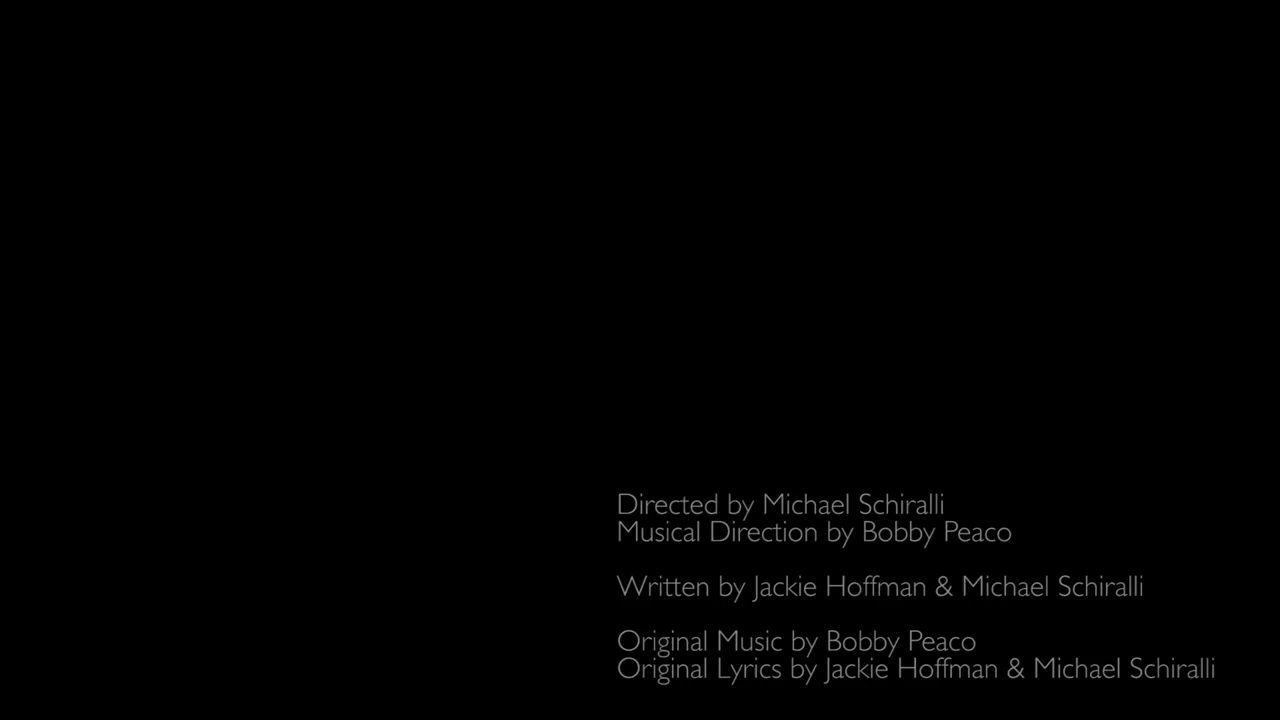 Directed by Michael Schiralli
Musical Direction by Bobby Peaco
Written by Jackie Hoffman & Michael Schiralli
Original Music by Bobby Peaco
Original Lyrics by Jackie Hoffman & Michael Schiralli